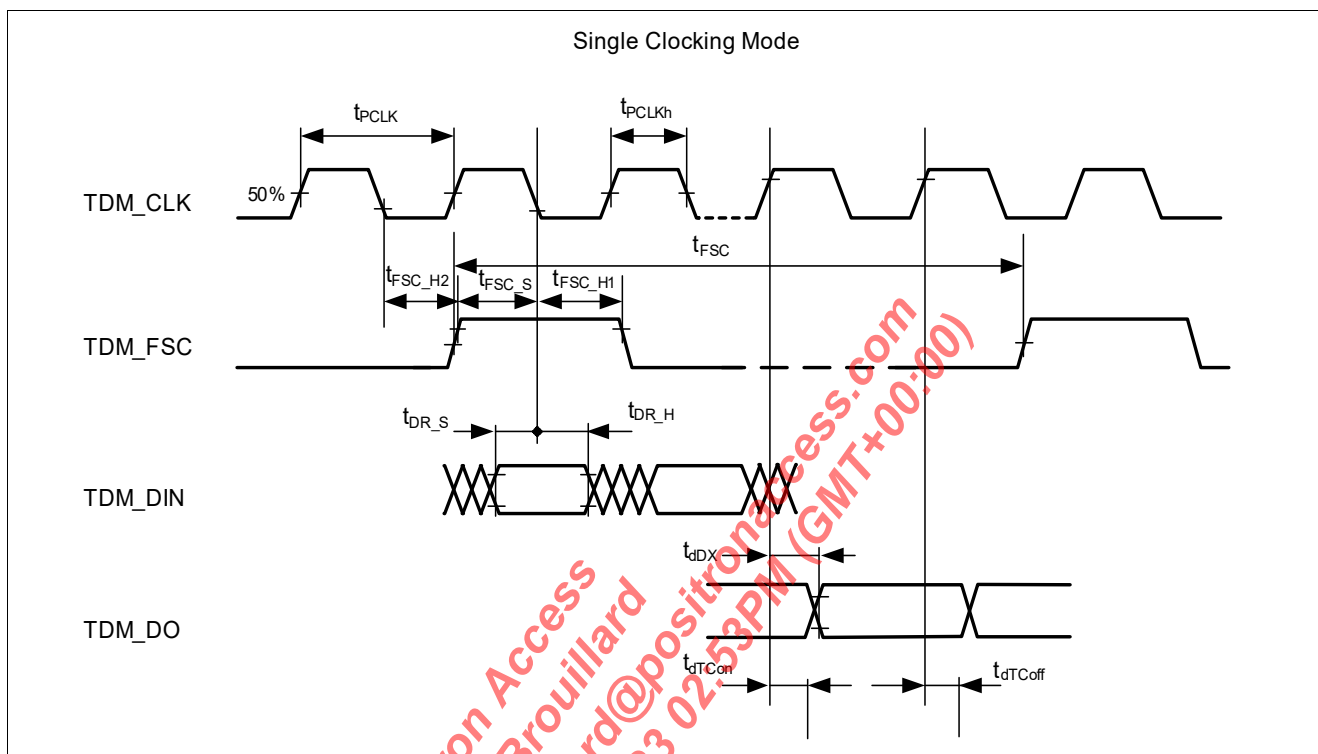 Single Clocking Mode
tPCLK
tPCLKh
TDM_CLK
50%
tFSC
tFSC_H2
tFSC_S
tFSC_H1
TDM_FSC
tDR_S
tDR_H
TDM_DIN
tdDX
TDM_DO
tdTCon
tdTCoff
on Access
Brouillard
rd@positronaccess.com
02:53PM (GMT+00:00)